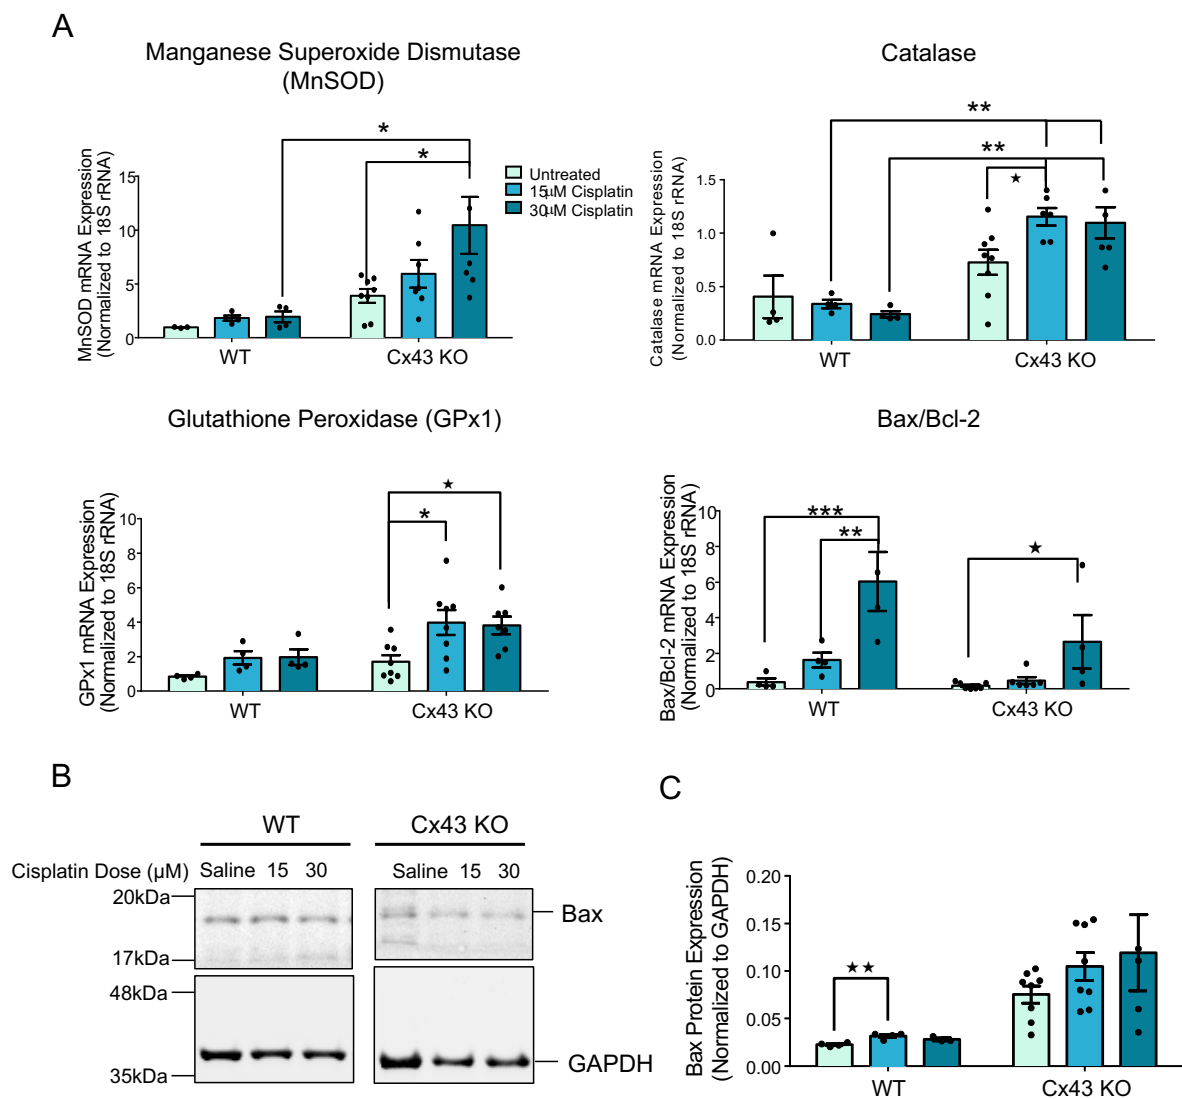 A
Manganese Superoxide Dismutase
(MnSOD)
MnSOD mRNA Expression
(Normalized to 18S rRNA)
15
10
5
0
*
*
WT
Cx43 KO
Untreated
15µM Cisplatin
30µM Cisplatin
Catalase
Catalase mRNA Expression
(Normalized to 18S rRNA)
1.5
1.0
0.5
0.0
**
**
★
WT
Cx43 KO
Glutathione Peroxidase (GPx1)
GPx1 mRNA Expression
(Normalized to 18S rRNA)
10
8
6
4
2
0
★
*
WT
Cx43 KO
Bax/Bcl-2
Bax/Bcl-2 mRNA Expression
(Normalized to 18S rRNA)
10
8
6
4
2
0
***
**
★
WT
Cx43 KO
B
WT
Cx43 KO
Cisplatin Dose (µM) Saline 15 30 Saline 15 30
20kDa
Bax
17kDa
48kDa
GAPDH
35kDa
C
Bax Protein Expression
(Normalized to GAPDH)
0.20
0.15
0.10
0.05
0.00
★★
WT
Cx43 KO